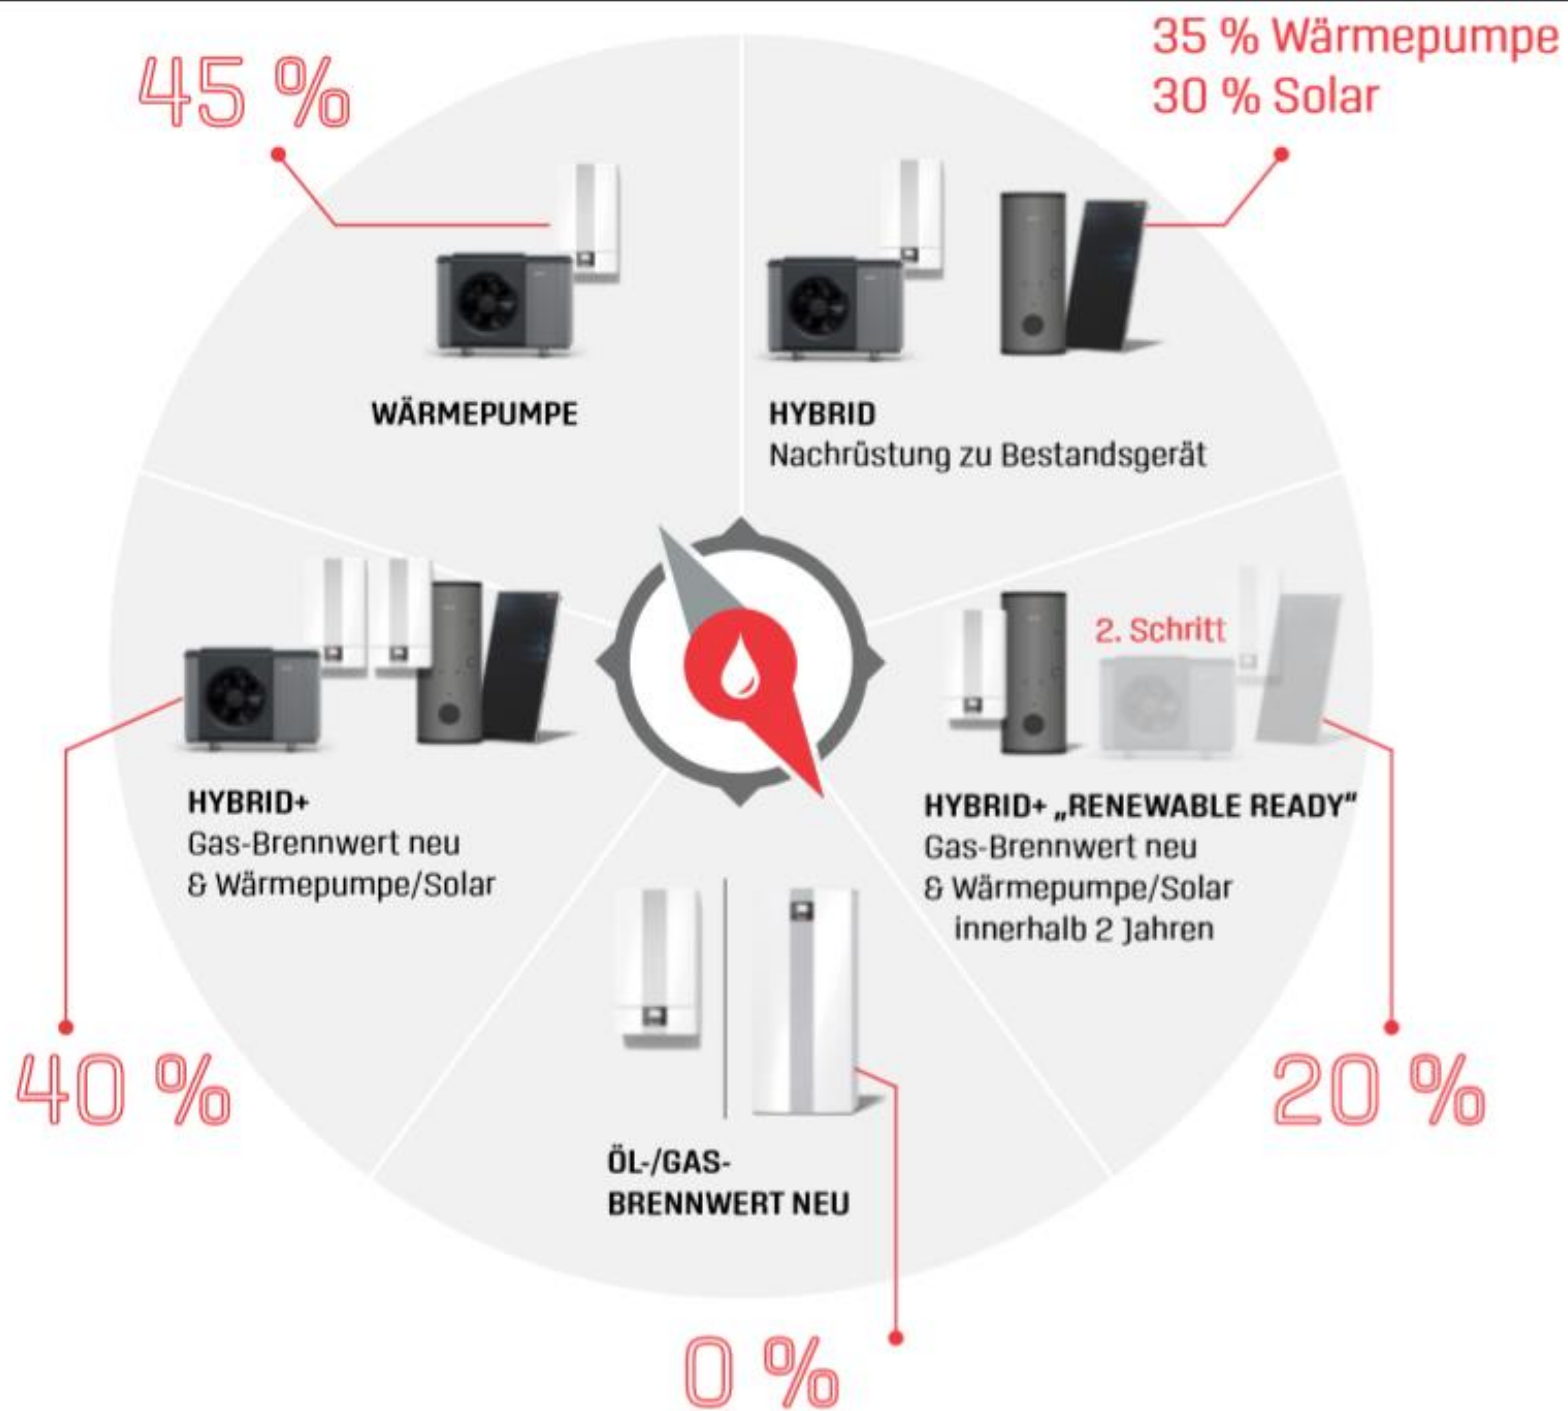 45 %
35 % Wärmepumpe
30 % Solar
WÄRMEPUMPE
HYBRID
Nachrüstung zu Bestandsgerät
2. Schritt
HYBRID+
Gas-Brennwert neu
& Wärmepumpe/Solar
HYBRID+ „RENEWABLE READY“
Gas-Brennwert neu
& Wärmepumpe/Solar
innerhalb 2 Jahren
40 %
20 %
ÖL-/GAS-
BRENNWERT NEU
0 %